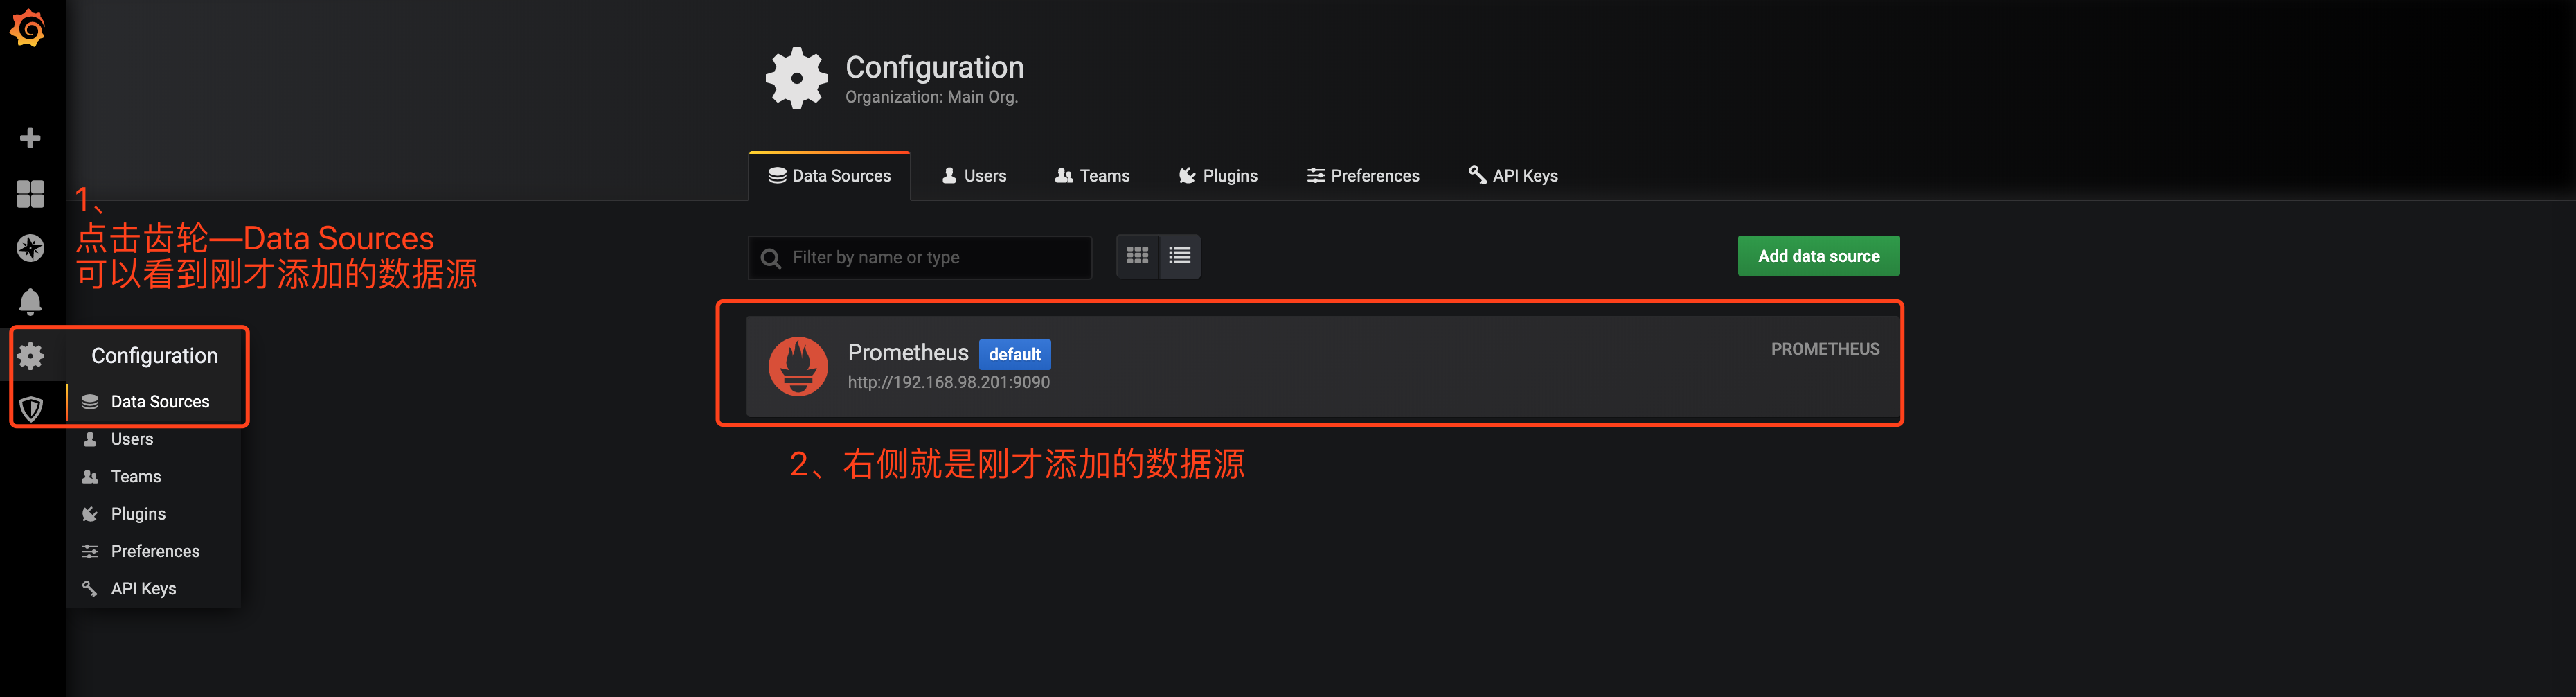 Configuration
Organization: Main Org.
Data Sources
Users
Teams
Plugins
Preferences
API Keys
1、
点击齿轮—Data Sources
可以看到刚才添加的数据源
Filter by name or type
Add data source
Configuration
Data Sources
Users
Teams
Plugins
Preferences
API Keys
Prometheus default
http://192.168.98.201:9090
PROMETHEUS
2、右侧就是刚才添加的数据源